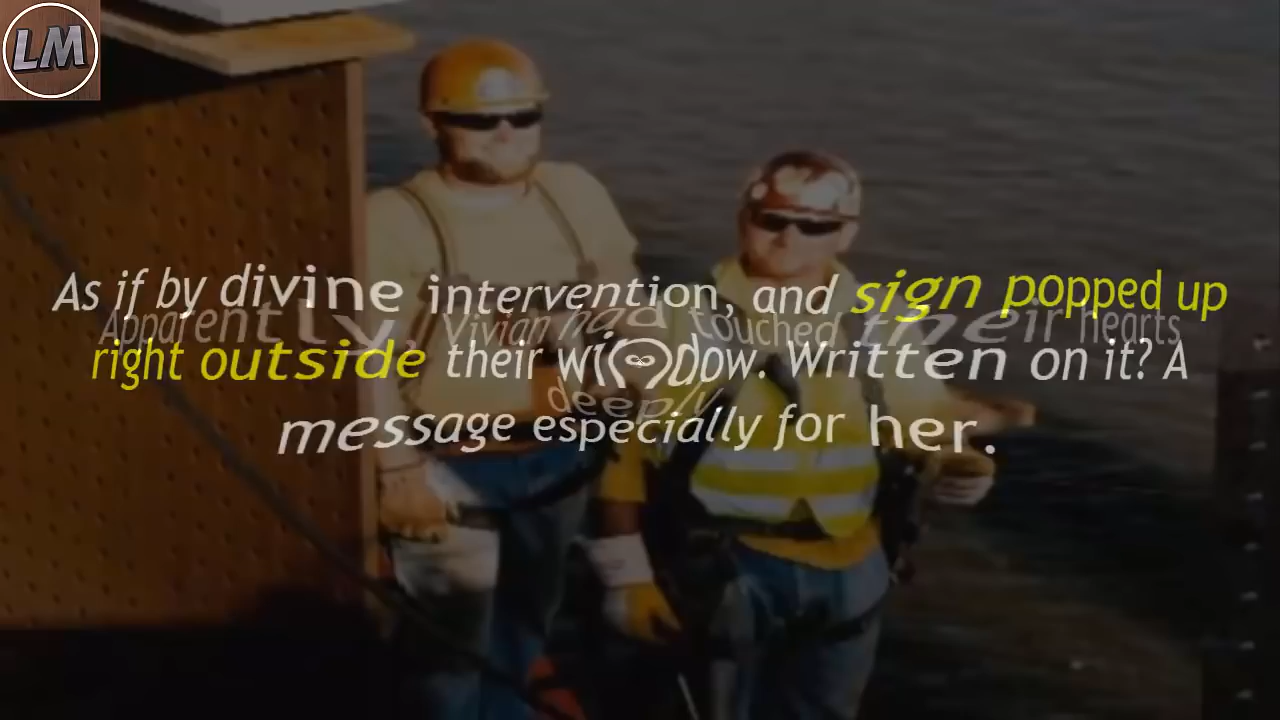 LM
As if by divine intervention, and sign popped up
Apparently, Vivian had touched their hearts
right outside their window. Written on it? A
deeply
message especially for her.